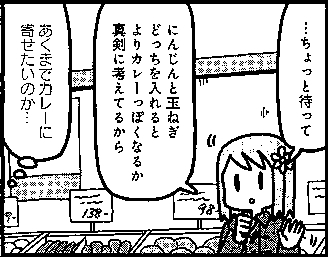 …ちょっと待って
にんじんと玉ねぎ
どっちを入れると
よりカレーっぽくなるか
真剣に考えてるから
あくまでカレーに
寄せたいのか…
138-
98